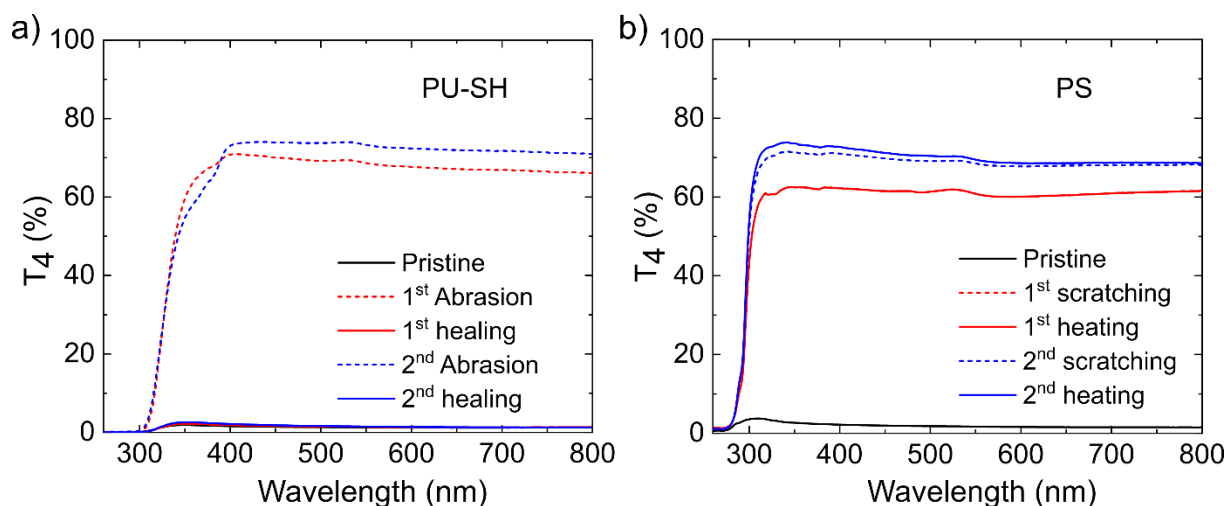 a)
100
80
60
40
20
0
T4 (%)
PU-SH
Pristine
1st Abrasion
1st healing
2nd Abrasion
2nd healing
300 400 500 600 700 800
Wavelength (nm)
b)
100
80
60
40
20
0
T4 (%)
PS
Pristine
1st scratching
1st heating
2nd scratching
2nd heating
300 400 500 600 700 800
Wavelength (nm)